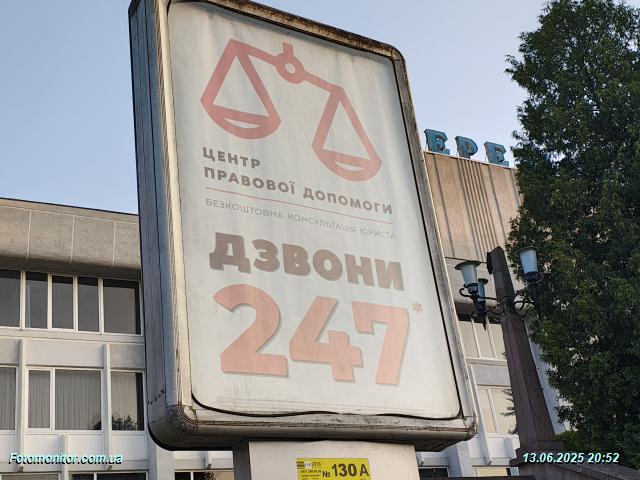 ЦЕНТР
ПРАВОВОЇ ДОПОМОГИ
БЕЗКОШТОВНА КОНСУЛЬТАЦІЯ ЮРИСТА
ДЗВОНИ
247*
ЕРЕ
№ 130 А
Fotomonitor.com.ua
13.06.2025 20:52